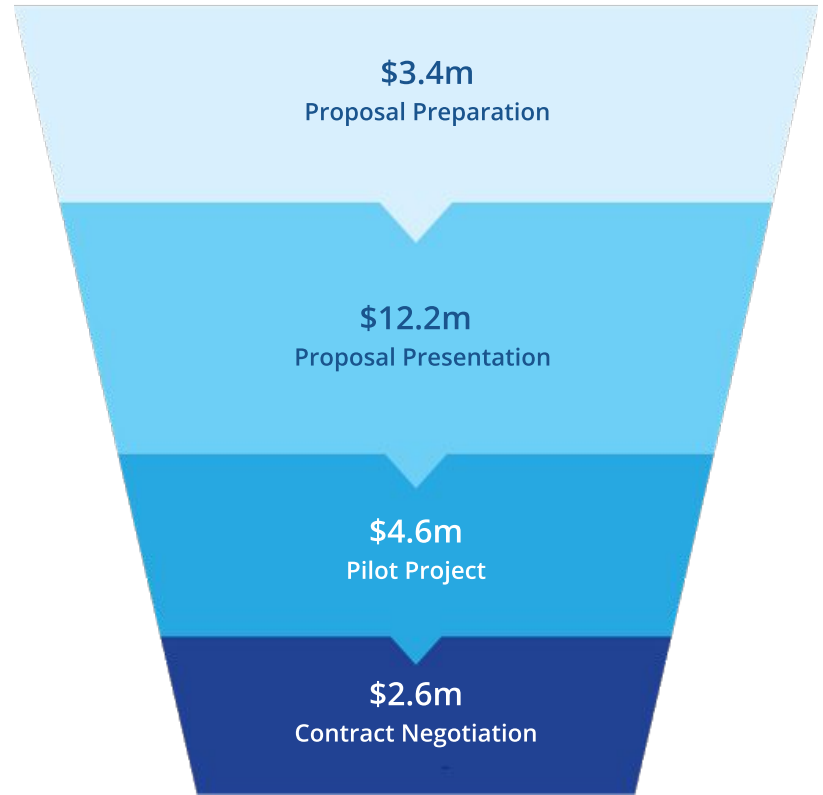 $3.4m
Proposal Preparation
$12.2m
Proposal Presentation
$4.6m
Pilot Project
$2.6m
Contract Negotiation